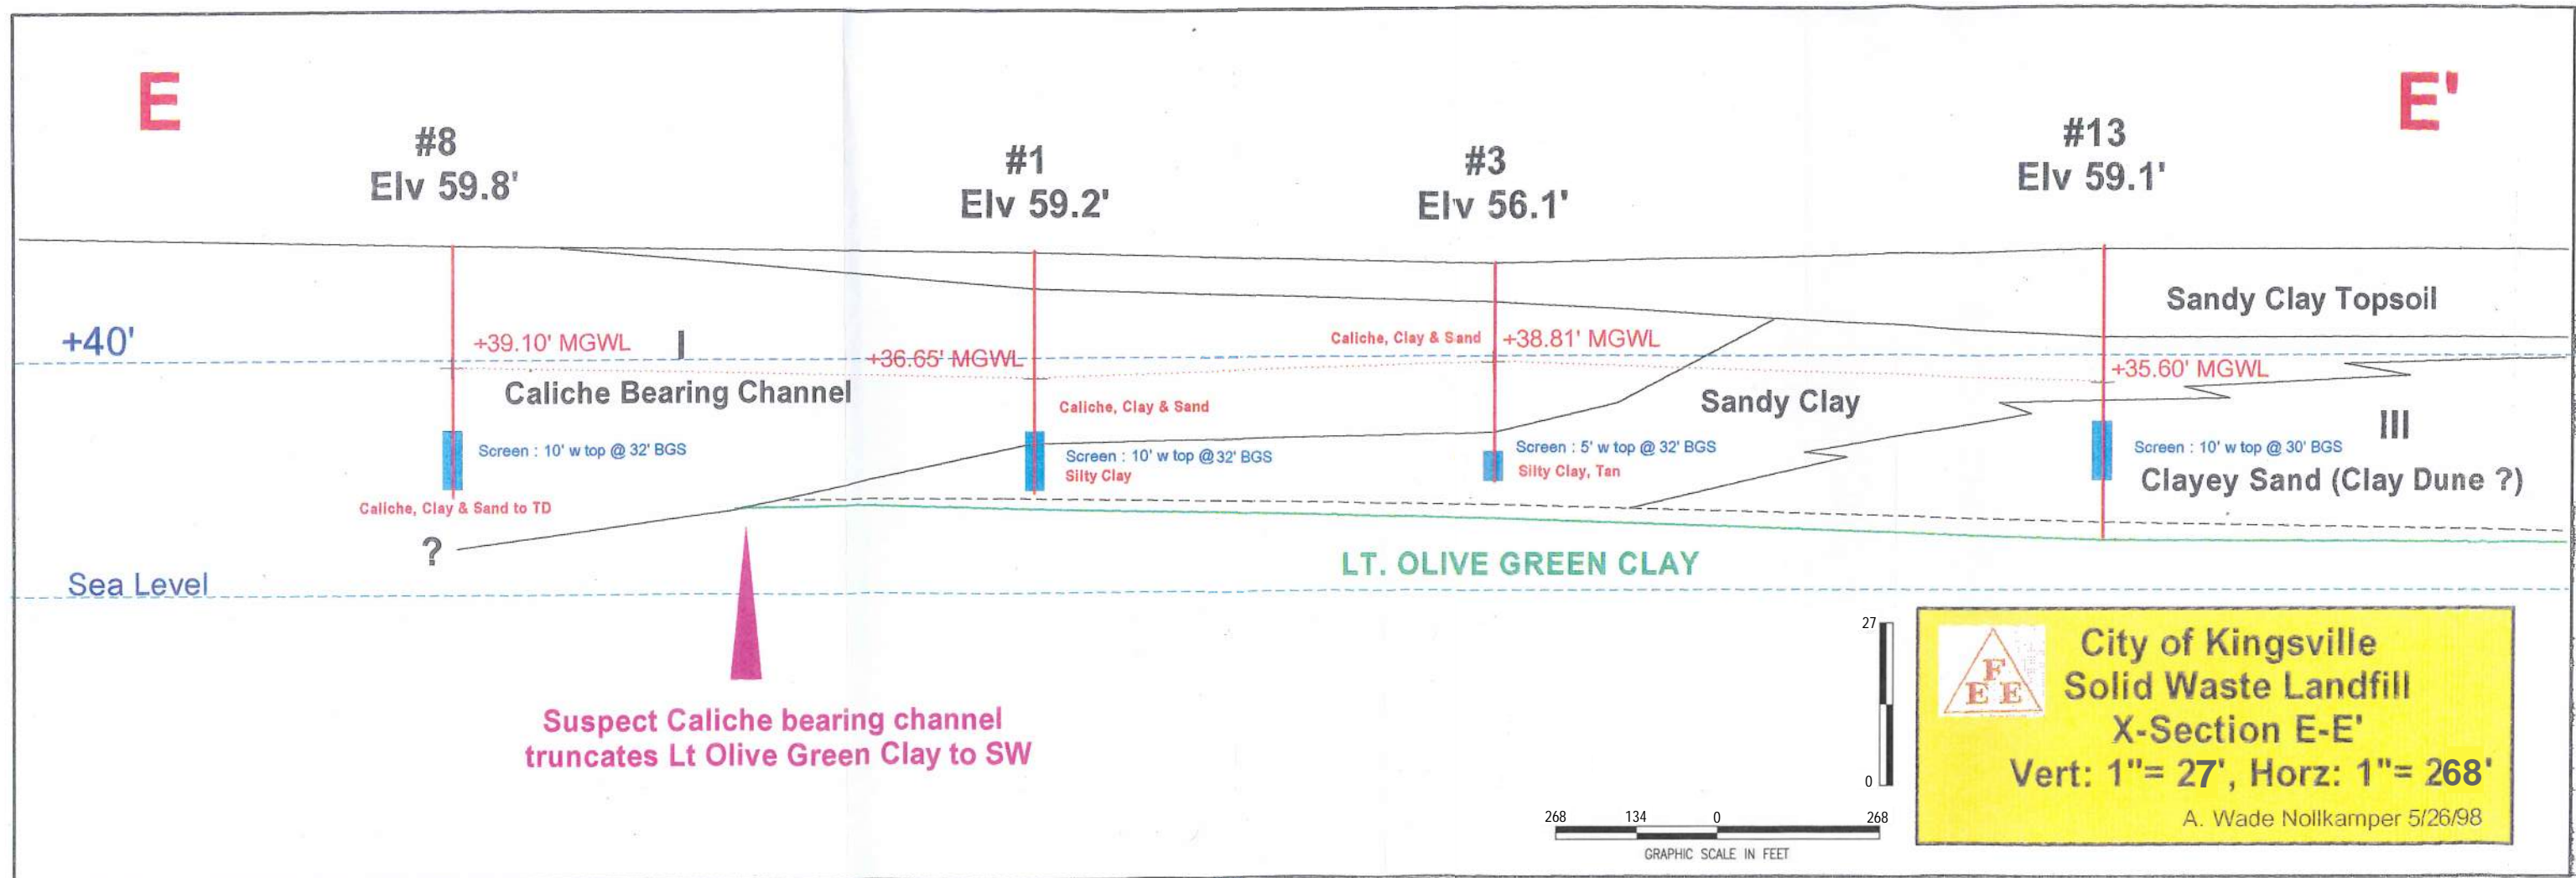 E
E'
#8
Elv 59.8'
#1
Elv 59.2'
#3
Elv 56.1'
#13
Elv 59.1'
Sandy Clay Topsoil
+40'
+39.10' MGWL
I
+36.65' MGWL
Caliche, Clay & Sand
+38.81' MGWL
+35.60' MGWL
Caliche Bearing Channel
Caliche, Clay & Sand
Sandy Clay
III
Screen : 10' w top @ 32' BGS
Screen : 10' w top @ 32' BGS
Silty Clay
Screen : 5' w top @ 32' BGS
Silty Clay, Tan
Screen : 10' w top @ 30' BGS
Clayey Sand (Clay Dune ?)
Caliche, Clay & Sand to TD
?
LT. OLIVE GREEN CLAY
Sea Level
Suspect Caliche bearing channel
truncates Lt Olive Green Clay to SW
27
0
268 134 0 268
GRAPHIC SCALE IN FEET
F
E E
City of Kingsville
Solid Waste Landfill
X-Section E-E'
Vert: 1"= 27', Horz: 1"= 268'
A. Wade Nollkamper 5/26/98